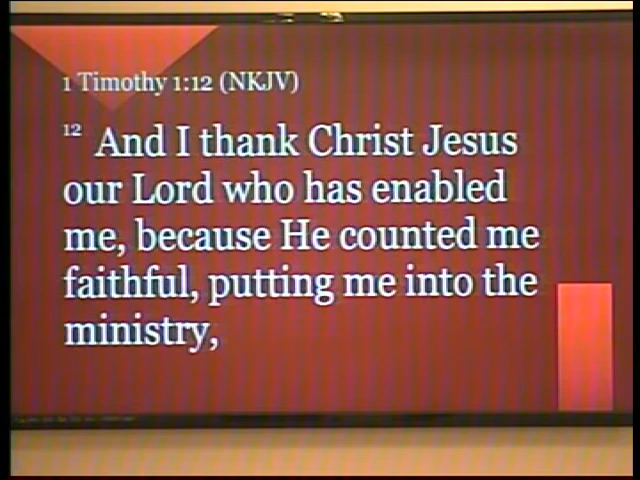 1 Timothy 1:12 (NKJV)
12 And I thank Christ Jesus
our Lord who has enabled
me, because He counted me
faithful, putting me into the
ministry,